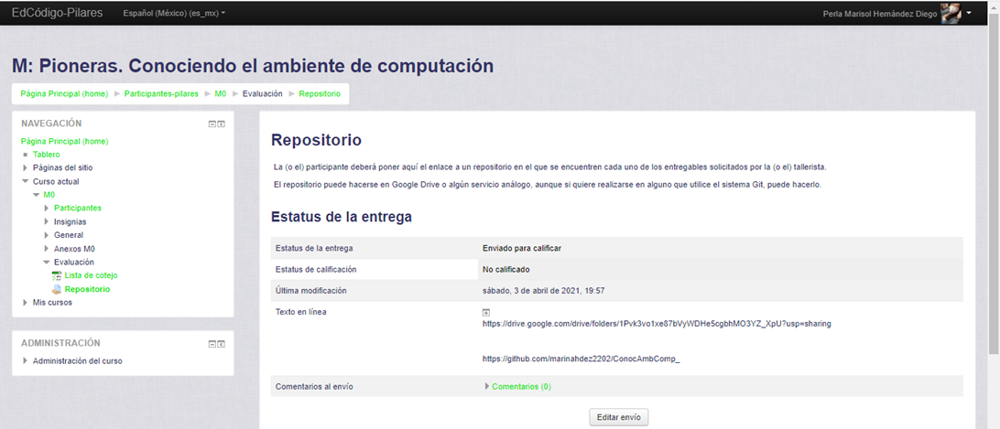 EdCódigo-Pilares
Español (México) (es_mx)
Perla Marisol Hernández Diego
M: Pioneras. Conociendo el ambiente de computación
Página Principal (home) Participantes-pilares M0 Evaluación Repositorio
NAVEGACIÓN
Página Principal (home)
Tablero
Páginas del sitio
Curso actual
M0
Participantes
Insignias
General
Anexos M0
Evaluación
Lista de cotejo
Repositorio
Mis cursos
ADMINISTRACIÓN
Administración del curso
Repositorio
La (o el) participante deberá poner aquí el enlace a un repositorio en el que se encuentren cada uno de los entregables solicitados por la (o el) tallerista.
El repositorio puede hacerse en Google Drive o algún servicio análogo, aunque si quiere realizarse en alguno que utilice el sistema Git, puede hacerlo.
Estatus de la entrega
Estatus de la entrega Enviado para calificar
Estatus de calificación No calificado
Última modificación sábado, 3 de abril de 2021, 19:57
Texto en línea
https://drive.google.com/drive/folders/1Pvk3vo1xe87bVyWDHe5cgbhMO3YZ_XpU?usp=sharing
https://github.com/marinahdez2202/ConocAmbComp_
Comentarios al envío Comentarios (0)
Editar envío